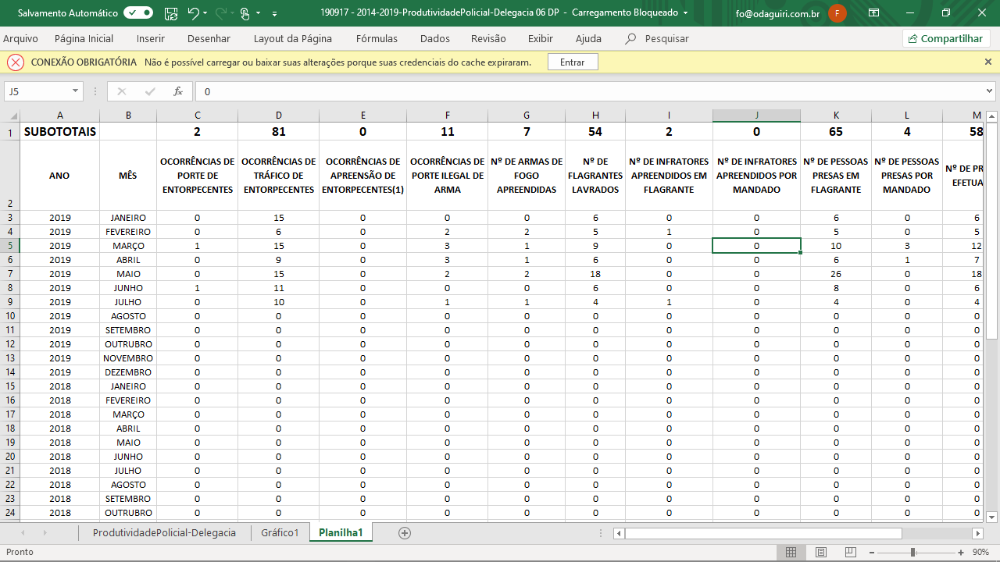 Salvamento Automático
190917 - 2014-2019-ProdutividadePolicial-Delegacia 06 DP - Carregamento Bloqueado
fo@odaguiri.com.br F
Arquivo Página Inicial Inserir Desenhar Layout da Página Fórmulas Dados Revisão Exibir Ajuda Pesquisar Compartilhar
CONEXÃO OBRIGATÓRIA Não é possível carregar ou baixar suas alterações porque suas credenciais do cache expiraram. Entrar
J5 fx 0
A B C D E F G H I J K L M
1 SUBOTOTAIS 2 81 0 11 7 54 2 0 65 4 58
OCORRÊNCIAS DE OCORRÊNCIAS DE OCORRÊNCIAS DE OCORRÊNCIAS DE Nº DE ARMAS DE Nº DE Nº DE INFRATORES Nº DE INFRATORES Nº DE PESSOAS Nº DE PESSOAS
ANO MÊS PORTE DE TRÁFICO DE APREENSÃO DE PORTE ILEGAL DE FOGO FLAGRANTES APREENDIDOS EM APREENDIDOS POR PRESAS EM PRESAS POR Nº DE PR
2 ENTORPECENTES ENTORPECENTES ENTORPECENTES(1) ARMA APREENDIDAS LAVRADOS FLAGRANTE MANDADO FLAGRANTE MANDADO EFETUA
3 2019 JANEIRO 0 15 0 0 0 6 0 0 6 0 6
4 2019 FEVEREIRO 0 6 0 2 2 5 1 0 5 0 5
5 2019 MARÇO 1 15 0 3 1 9 0 0 10 3 12
6 2019 ABRIL 0 9 0 3 1 6 0 0 6 1 7
7 2019 MAIO 0 15 0 2 2 18 0 0 26 0 18
8 2019 JUNHO 1 11 0 0 0 6 0 0 8 0 6
9 2019 JULHO 0 10 0 1 1 4 1 0 4 0 4
10 2019 AGOSTO 0 0 0 0 0 0 0 0 0 0 0
11 2019 SETEMBRO 0 0 0 0 0 0 0 0 0 0 0
12 2019 OUTRUBRO 0 0 0 0 0 0 0 0 0 0 0
13 2019 NOVEMBRO 0 0 0 0 0 0 0 0 0 0 0
14 2019 DEZEMBRO 0 0 0 0 0 0 0 0 0 0 0
15 2018 JANEIRO 0 0 0 0 0 0 0 0 0 0 0
16 2018 FEVEREIRO 0 0 0 0 0 0 0 0 0 0 0
17 2018 MARÇO 0 0 0 0 0 0 0 0 0 0 0
18 2018 ABRIL 0 0 0 0 0 0 0 0 0 0 0
19 2018 MAIO 0 0 0 0 0 0 0 0 0 0 0
20 2018 JUNHO 0 0 0 0 0 0 0 0 0 0 0
21 2018 JULHO 0 0 0 0 0 0 0 0 0 0 0
22 2018 AGOSTO 0 0 0 0 0 0 0 0 0 0 0
23 2018 SETEMBRO 0 0 0 0 0 0 0 0 0 0 0
24 2018 OUTRUBRO 0 0 0 0 0 0 0 0 0 0 0
ProdutividadePolicial-Delegacia Gráfico1 Planilha1
Pronto 90%